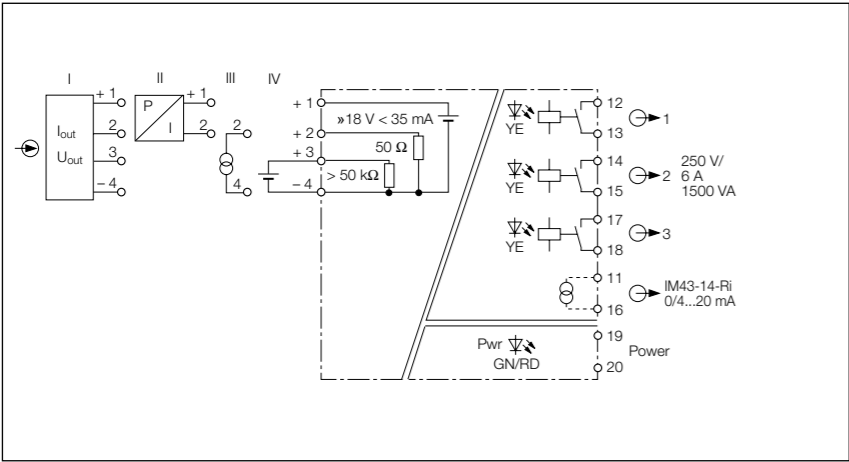 I
II
III
IV
+ 1
2
3
– 4
Iout
Uout
P
I
+ 1
2
2
4
+ 1
+ 2
+ 3
– 4
»18 V < 35 mA
50 Ω
> 50 kΩ
YE
12
13
1
YE
14
15
2
250 V/
6 A
1500 VA
YE
17
18
3
11
16
IM43-14-Ri
0/4...20 mA
Pwr
GN/RD
19
20
Power